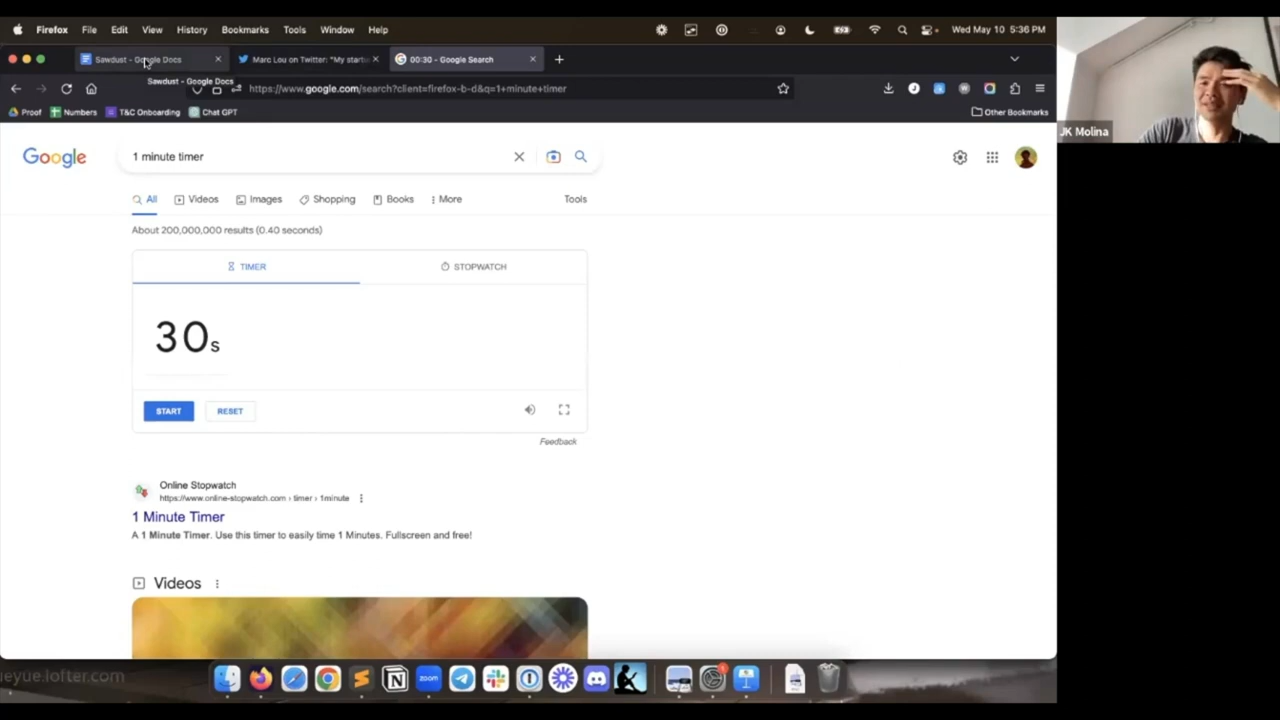 Firefox File Edit View History Bookmarks Tools Window Help Wed May 10 5:36 PM
Sawdust - Google Docs Marc Lou on Twitter: "My start 00:30 - Google Search
Sawdust - Google Docs
https://www.google.com/search?client=firefox-b-d&q=1+minute+timer
Proof Numbers T&C Onboarding Chat GPT Other Bookmarks
JK Molina
Google 1 minute timer
All Videos Images Shopping Books More Tools
About 200,000,000 results (0.40 seconds)
TIMER STOPWATCH
30s
START RESET
Feedback
Online Stopwatch
https://www.online-stopwatch.com › timer › 1minute
1 Minute Timer
A 1 Minute Timer. Use this timer to easily time 1 Minutes. Fullscreen and free!
Videos
ieyue.lofter.com
zoom